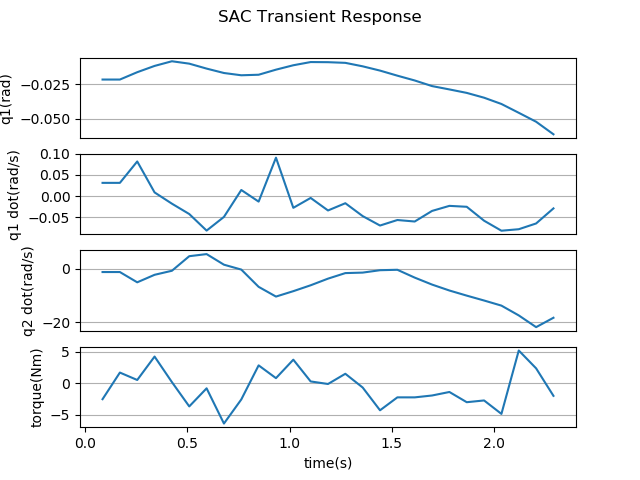 SAC Transient Response
q1(rad)
−0.025
−0.050
q1 dot(rad/s)
0.10
0.05
0.00
−0.05
q2 dot(rad/s)
0
−20
torque(Nm)
5
0
−5
0.0 0.5 1.0 1.5 2.0
time(s)